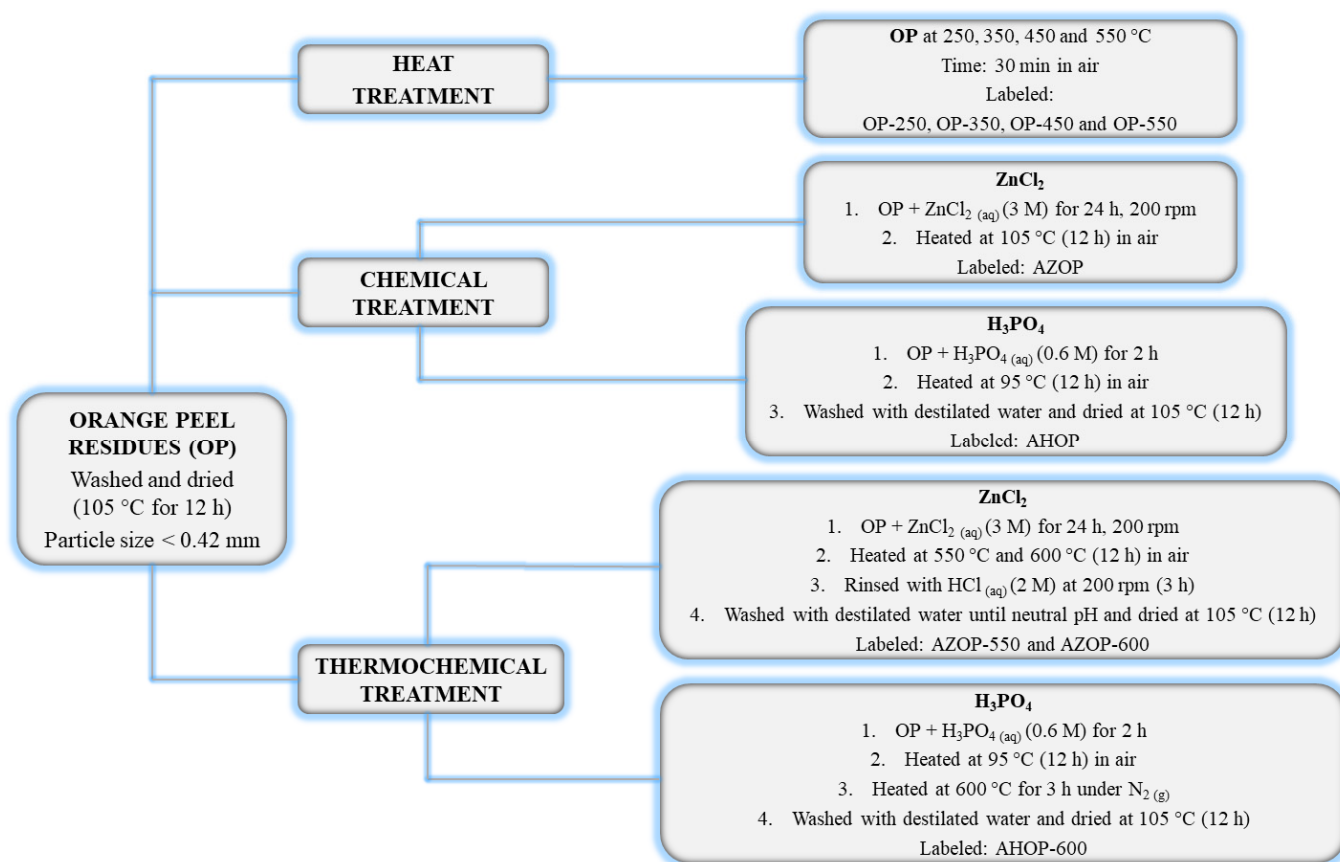 ORANGE PEEL
RESIDUES (OP)
Washed and dried
(105 °C for 12 h)
Particle size < 0.42 mm
HEAT
TREATMENT
OP at 250, 350, 450 and 550 °C
Time: 30 min in air
Labeled:
OP-250, OP-350, OP-450 and OP-550
CHEMICAL
TREATMENT
ZnCl₂
1. OP + ZnCl₂ (aq) (3 M) for 24 h, 200 rpm
2. Heated at 105 °C (12 h) in air
Labeled: AZOP
H₃PO₄
1. OP + H₃PO₄ (aq) (0.6 M) for 2 h
2. Heated at 95 °C (12 h) in air
3. Washed with destilated water and dried at 105 °C (12 h)
Labeled: AHOP
THERMOCHEMICAL
TREATMENT
ZnCl₂
1. OP + ZnCl₂ (aq) (3 M) for 24 h, 200 rpm
2. Heated at 550 °C and 600 °C (12 h) in air
3. Rinsed with HCl (aq) (2 M) at 200 rpm (3 h)
4. Washed with destilated water until neutral pH and dried at 105 °C (12 h)
Labeled: AZOP-550 and AZOP-600
H₃PO₄
1. OP + H₃PO₄ (aq) (0.6 M) for 2 h
2. Heated at 95 °C (12 h) in air
3. Heated at 600 °C for 3 h under N₂ (g)
4. Washed with destilated water and dried at 105 °C (12 h)
Labeled: AHOP-600